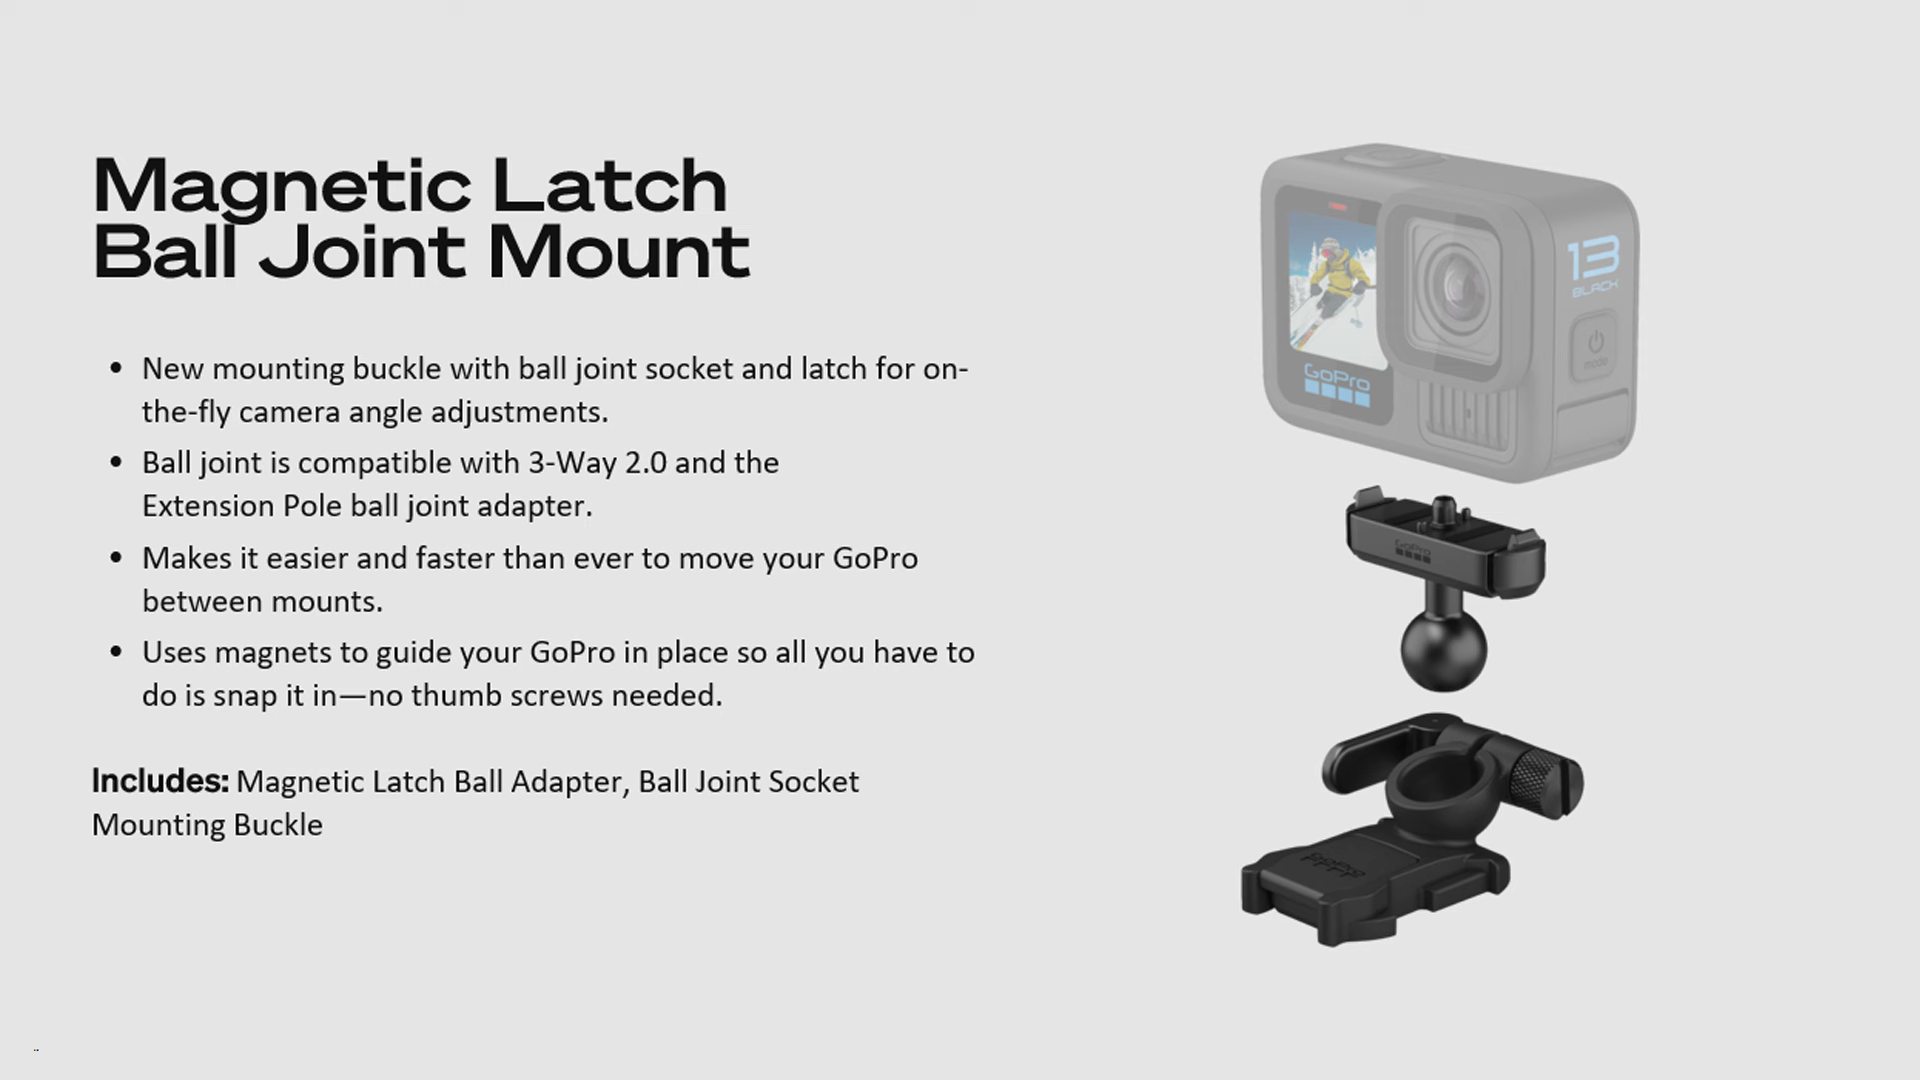 Magnetic Latch
Ball Joint Mount
• New mounting buckle with ball joint socket and latch for on-
the-fly camera angle adjustments.
• Ball joint is compatible with 3-Way 2.0 and the
Extension Pole ball joint adapter.
• Makes it easier and faster than ever to move your GoPro
between mounts.
• Uses magnets to guide your GoPro in place so all you have to
do is snap it in—no thumb screws needed.
Includes: Magnetic Latch Ball Adapter, Ball Joint Socket
Mounting Buckle
13
BLACK
mode
GoPro
GoPro
GoPro